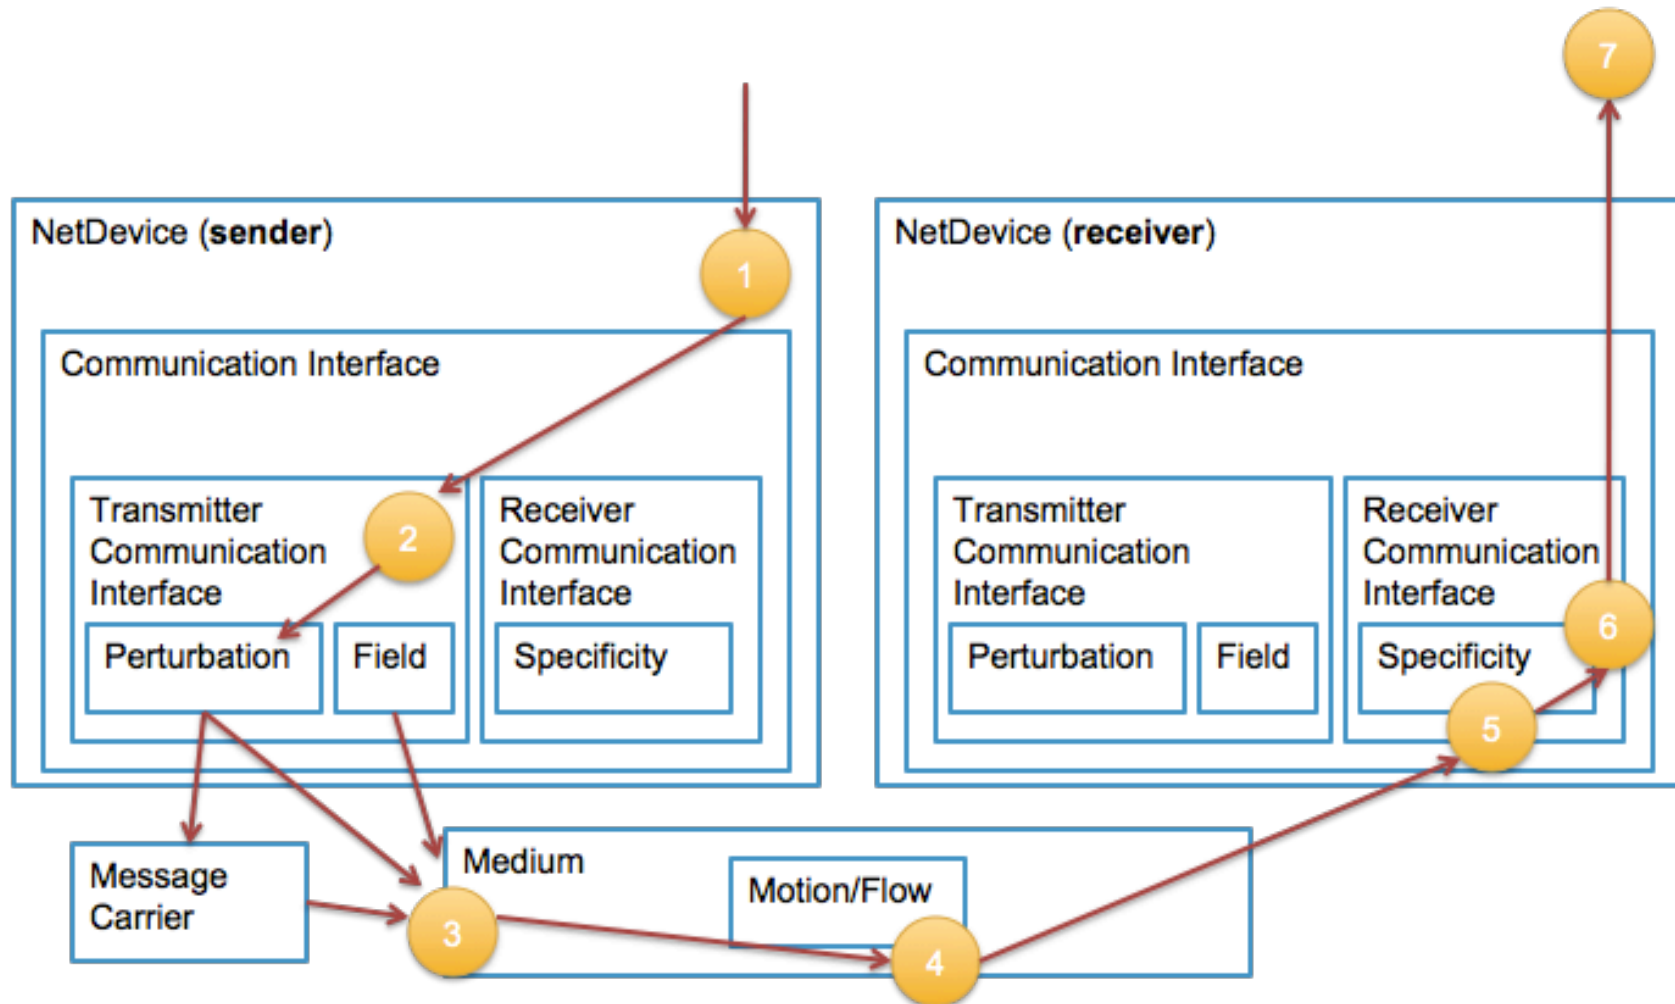 7
NetDevice (sender)
1
Communication Interface
Transmitter
Communication
Interface
2
Perturbation
Field
Receiver
Communication
Interface
Specificity
NetDevice (receiver)
Communication Interface
Transmitter
Communication
Interface
Perturbation
Field
Receiver
Communication
Interface
6
Specificity
5
Message
Carrier
Medium
3
Motion/Flow
4